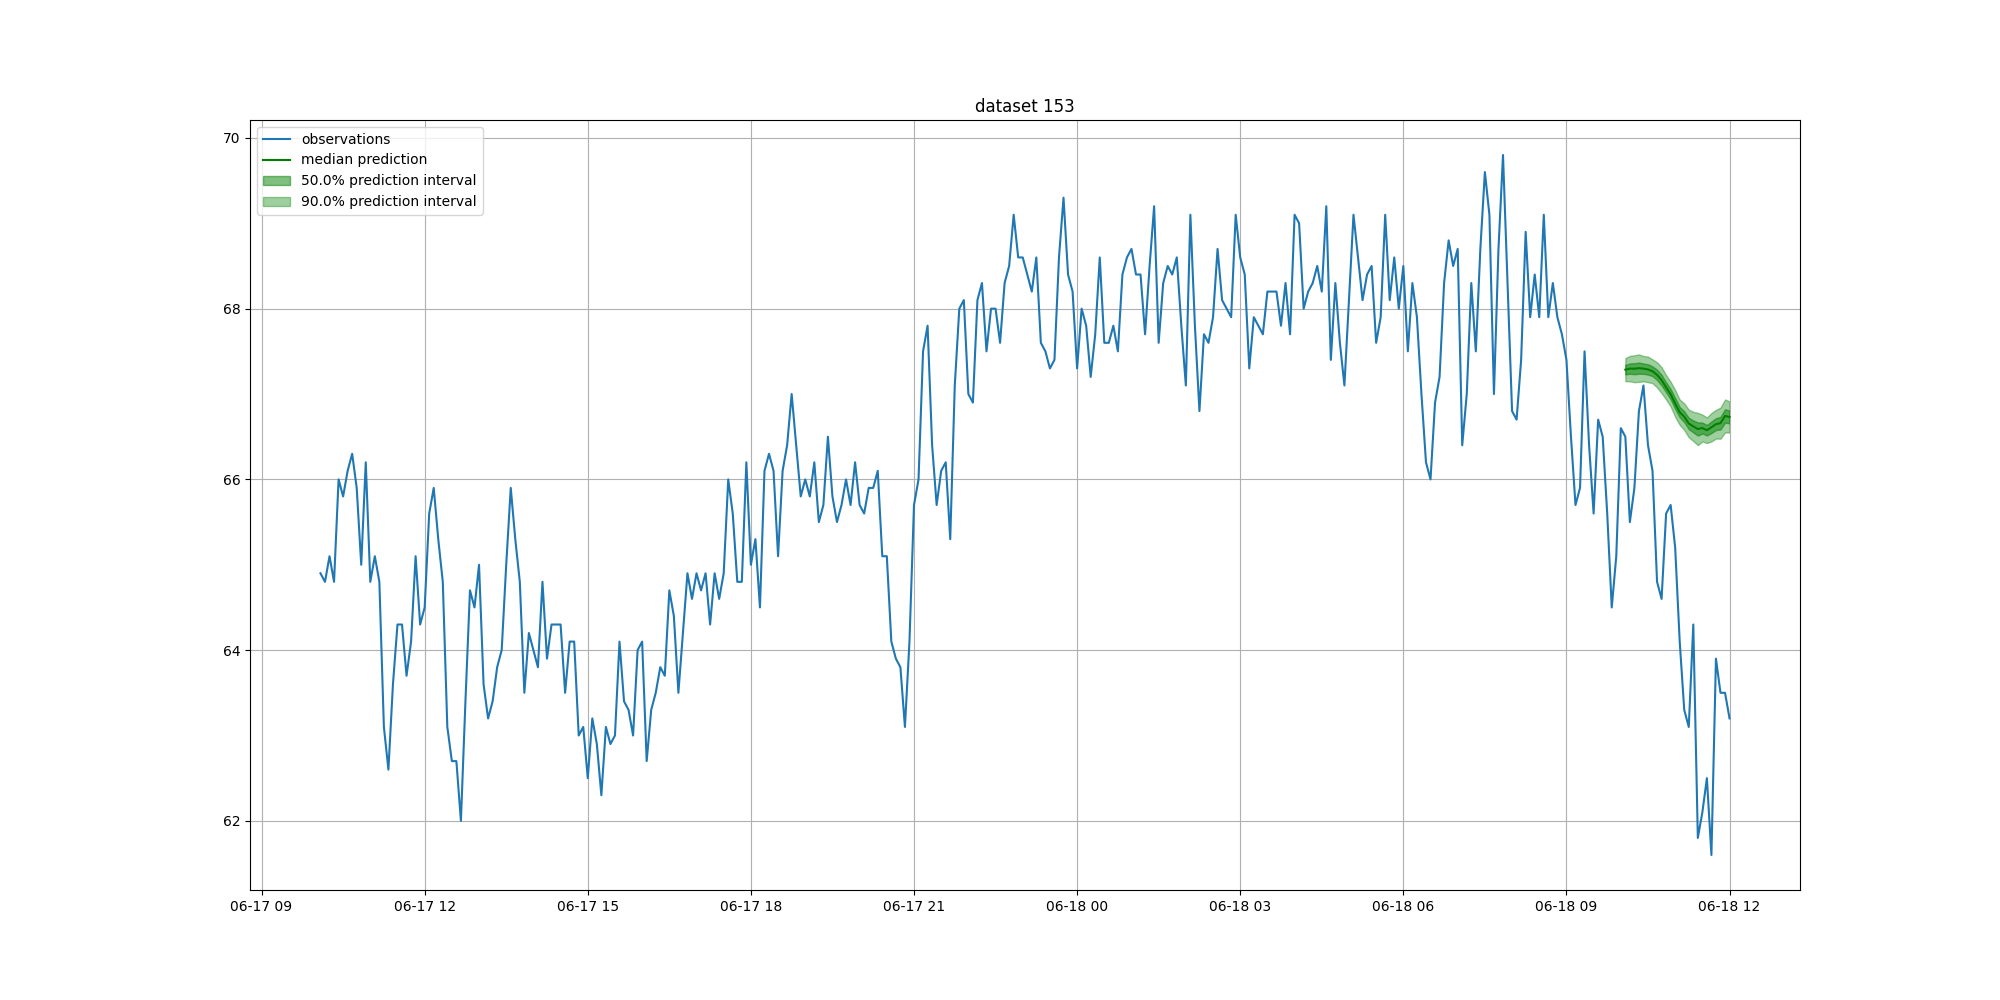 dataset 153
observations
median prediction
50.0% prediction interval
90.0% prediction interval
70
68
66
64
62
06-17 09 06-17 12 06-17 15 06-17 18 06-17 21 06-18 00 06-18 03 06-18 06 06-18 09 06-18 12